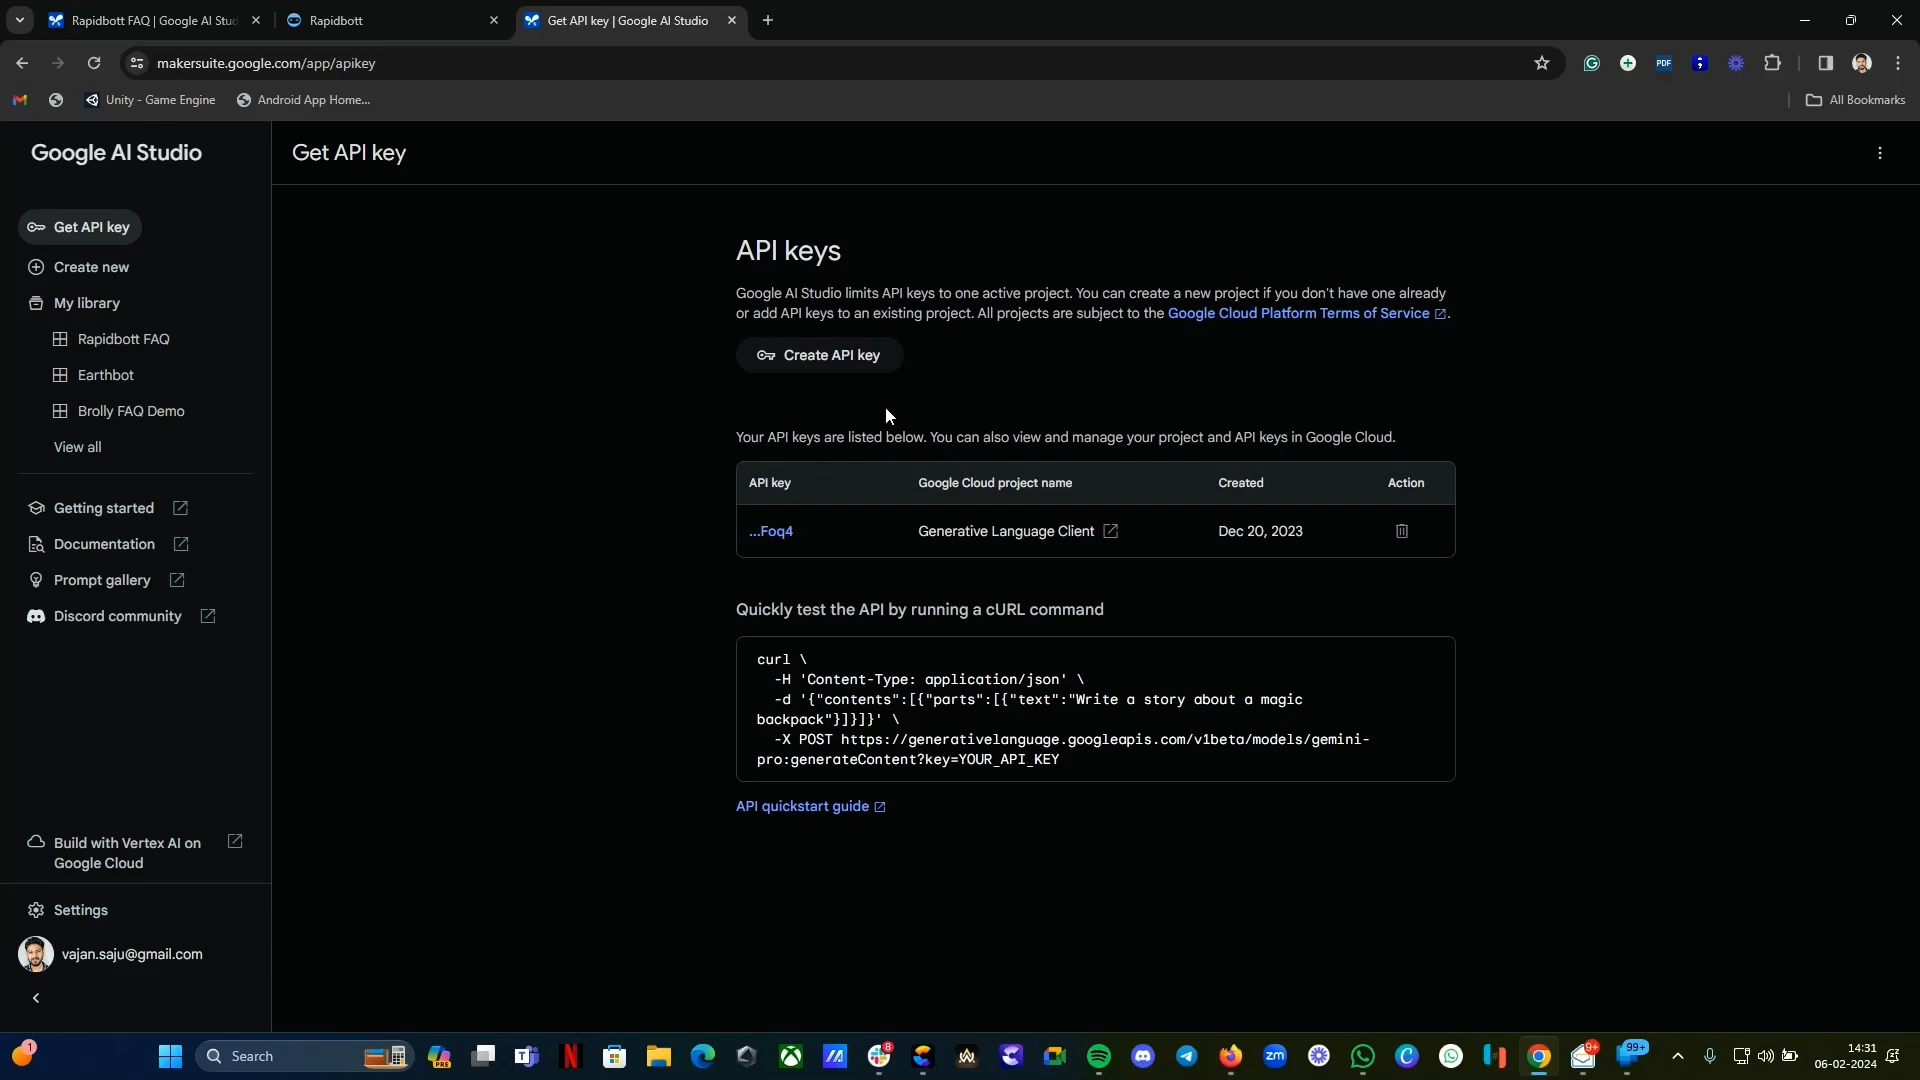 Rapidbott FAQ | Google AI Stud
Rapidbott
Get API key | Google AI Studio
makersuite.google.com/app/apikey
PDF
Unity - Game Engine
Android App Home...
All Bookmarks
Google AI Studio
Get API key
Get API key
Create new
My library
Rapidbott FAQ
Earthbot
Brolly FAQ Demo
View all
Getting started
Documentation
Prompt gallery
Discord community
Build with Vertex AI on
Google Cloud
Settings
vajan.saju@gmail.com
API keys
Google AI Studio limits API keys to one active project. You can create a new project if you don't have one already
or add API keys to an existing project. All projects are subject to the Google Cloud Platform Terms of Service.
Create API key
Your API keys are listed below. You can also view and manage your project and API keys in Google Cloud.
API key Google Cloud project name Created Action
...Foq4 Generative Language Client Dec 20, 2023
Quickly test the API by running a cURL command
curl \
-H 'Content-Type: application/json' \
-d '{"contents":[{"parts":[{"text":"Write a story about a magic
backpack"}]}]}' \
-X POST https://generativelanguage.googleapis.com/v1beta/models/gemini-
pro:generateContent?key=YOUR_API_KEY
API quickstart guide
1
Search
PRE
8
zm
9+
99+
14:31
06-02-2024